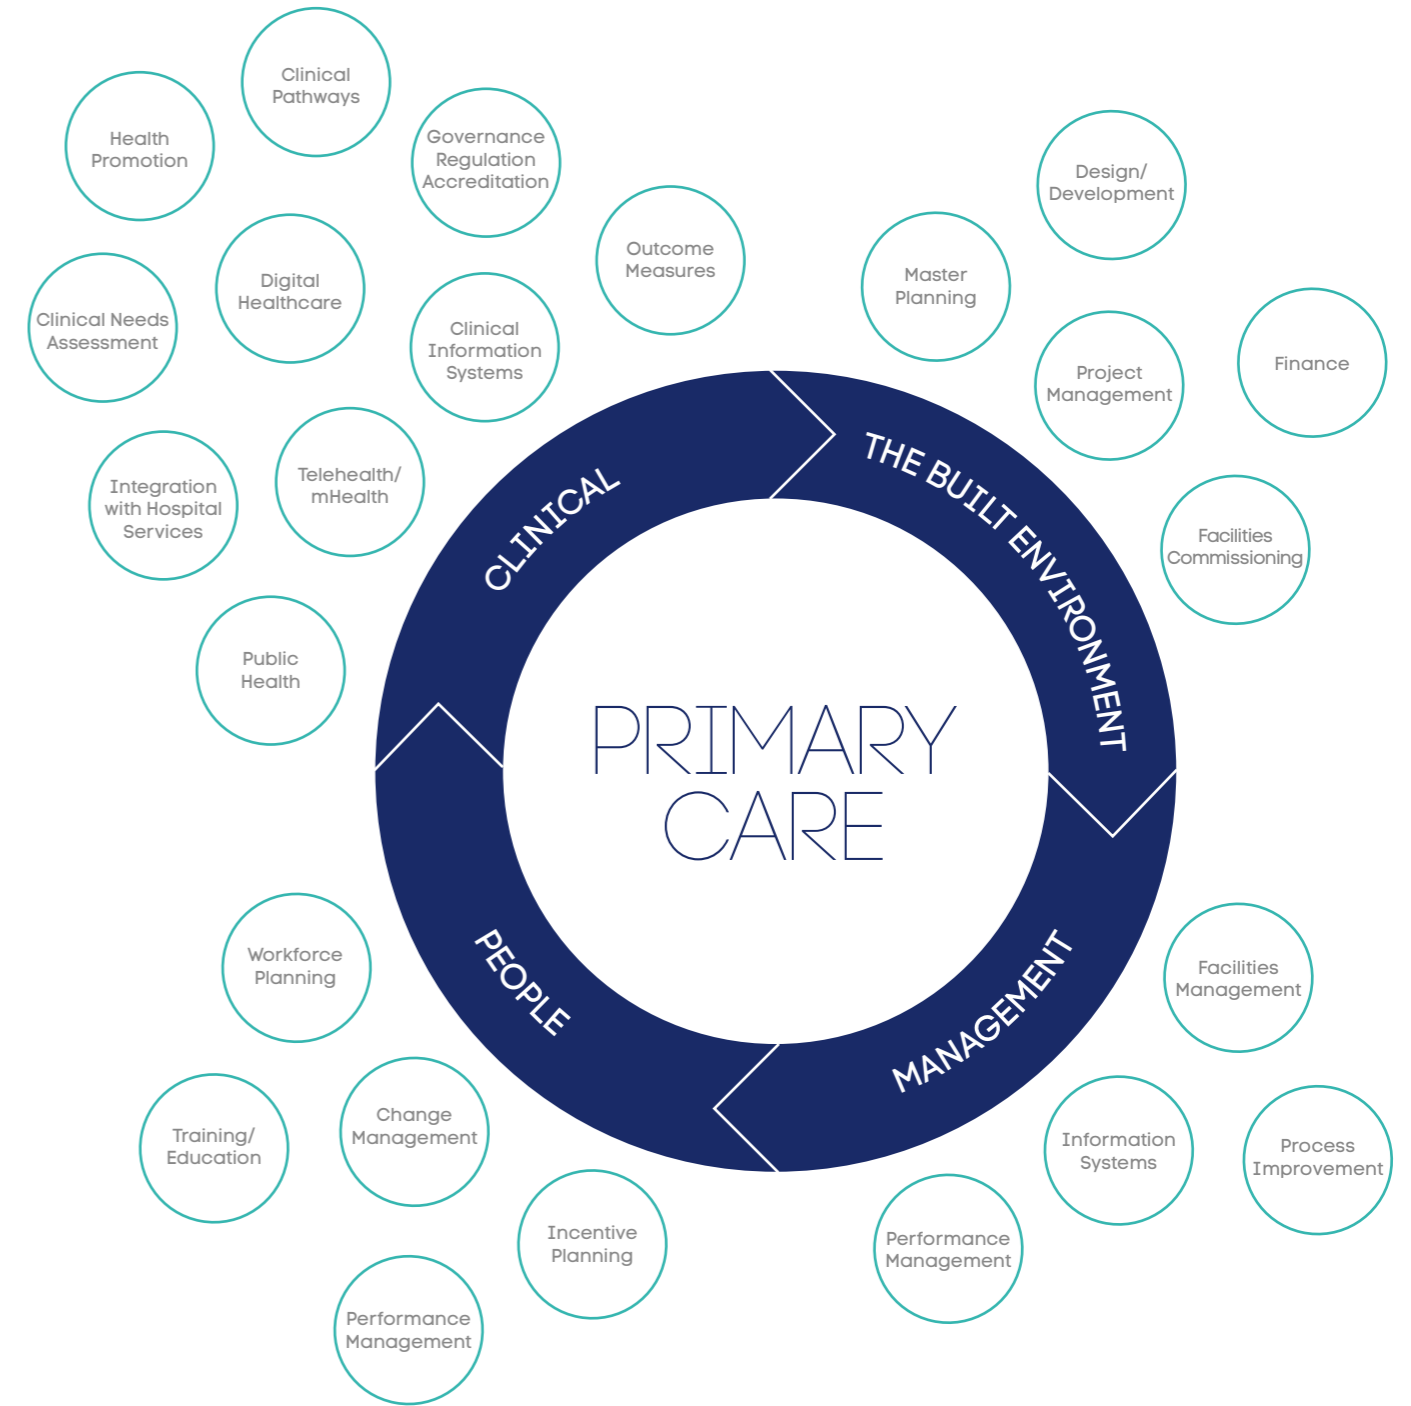 Clinical
Pathways
Health
Promotion
Governance
Regulation
Accreditation
Outcome
Measures
Digital
Healthcare
Clinical Needs
Assessment
Clinical
Information
Systems
Telehealth/
mHealth
Integration
with Hospital
Services
Public
Health
Design/
Development
Master
Planning
Project
Management
Finance
Facilities
Commissioning
CLINICAL
THE BUILT ENVIRONMENT
PRIMARY
CARE
PEOPLE
MANAGEMENT
Workforce
Planning
Training/
Education
Change
Management
Incentive
Planning
Performance
Management
Facilities
Management
Information
Systems
Process
Improvement
Performance
Management